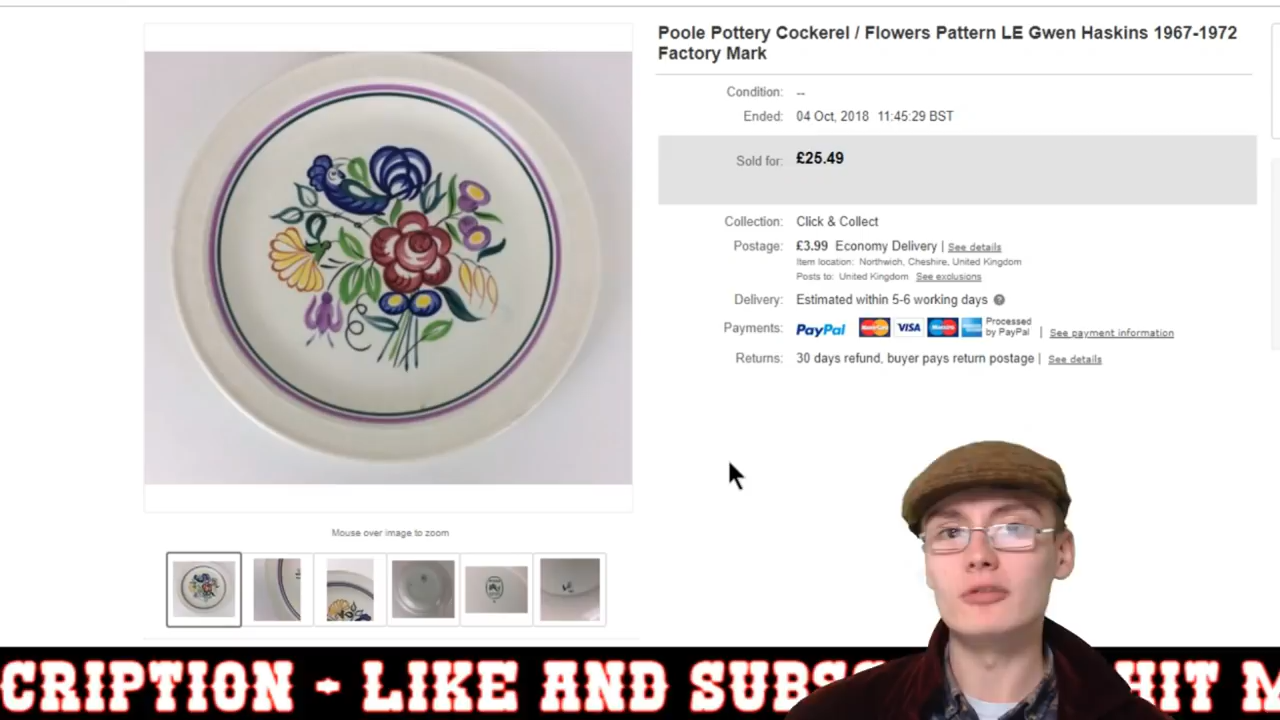 Poole Pottery Cockerel / Flowers Pattern LE Gwen Haskins 1967-1972
Factory Mark
Condition: --
Ended: 04 Oct, 2018 11:45:29 BST
Sold for: £25.49
Collection: Click & Collect
Postage: £3.99 Economy Delivery | See details
Item location: Northwich, Cheshire, United Kingdom
Posts to: United Kingdom See exclusions
Delivery: Estimated within 5-6 working days
Payments: PayPal VISA Processed
by PayPal | See payment information
Returns: 30 days refund, buyer pays return postage | See details
Mouse over image to zoom
CRIPTION - LIKE AND SUBS HIT M